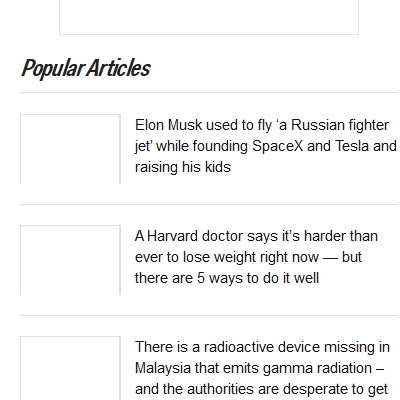 Popular Articles
Elon Musk used to fly ‘a Russian fighter
jet’ while founding SpaceX and Tesla and
raising his kids
A Harvard doctor says it’s harder than
ever to lose weight right now — but
there are 5 ways to do it well
There is a radioactive device missing in
Malaysia that emits gamma radiation –
and the authorities are desperate to get